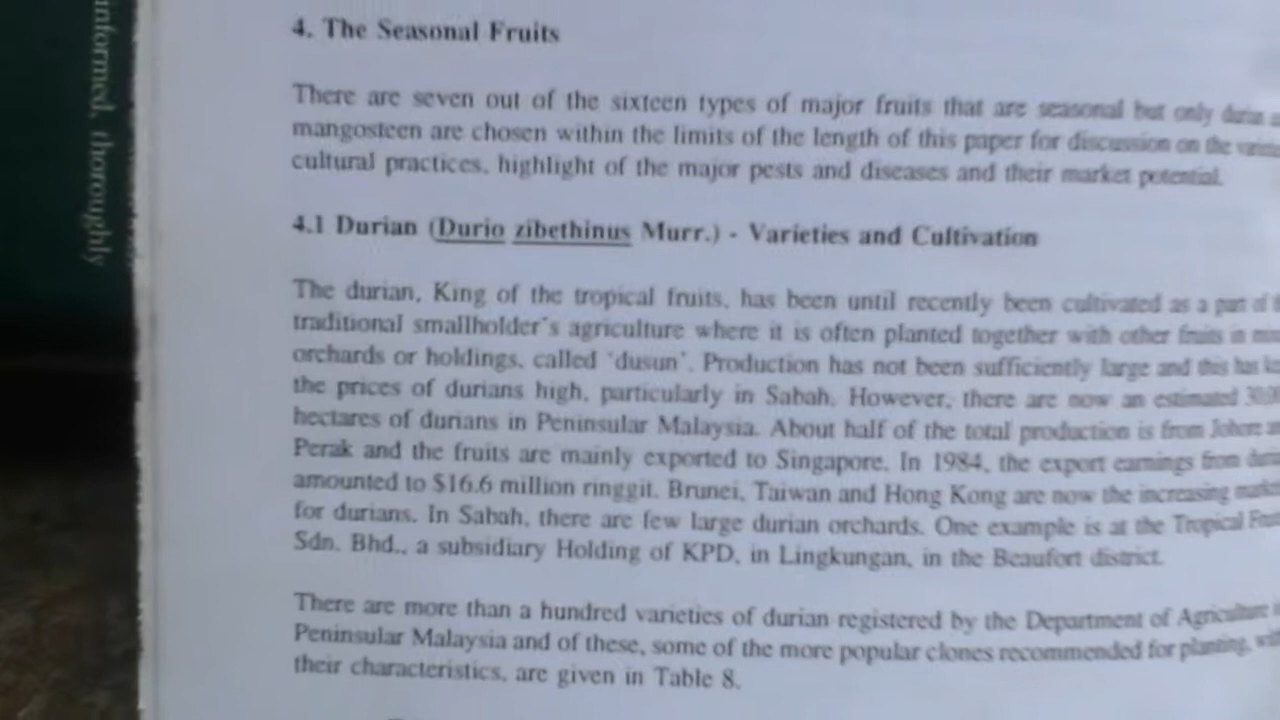 informed, thoroughly
4. The Seasonal Fruits
There are seven out of the sixteen types of major fruits that are seasonal but only durian
mangosteen are chosen within the limits of the length of this paper for discussion on the
cultural practices, highlight of the major pests and diseases and their market potential.
4.1 Durian (Durio zibethinus Murr.) - Varieties and Cultivation
The durian, King of the tropical fruits, has been until recently been cultivated as a part of
traditional smallholder's agriculture where it is often planted together with other fruits in
orchards or holdings, called 'dusun'. Production has not been sufficiently large and this has
the prices of durians high, particularly in Sabah. However, there are now an estimated
hectares of durians in Peninsular Malaysia. About half of the total production is from Johore
Perak and the fruits are mainly exported to Singapore. In 1984, the export earnings from
amounted to $16.6 million ringgit. Brunei, Taiwan and Hong Kong are now the increasing
for durians. In Sabah, there are few large durian orchards. One example is at the Tropical
Sdn. Bhd., a subsidiary Holding of KPD, in Lingkungan, in the Beaufort district.
There are more than a hundred varieties of durian registered by the Department of Agriculture
Peninsular Malaysia and of these, some of the more popular clones recommended for planting,
their characteristics, are given in Table 8.